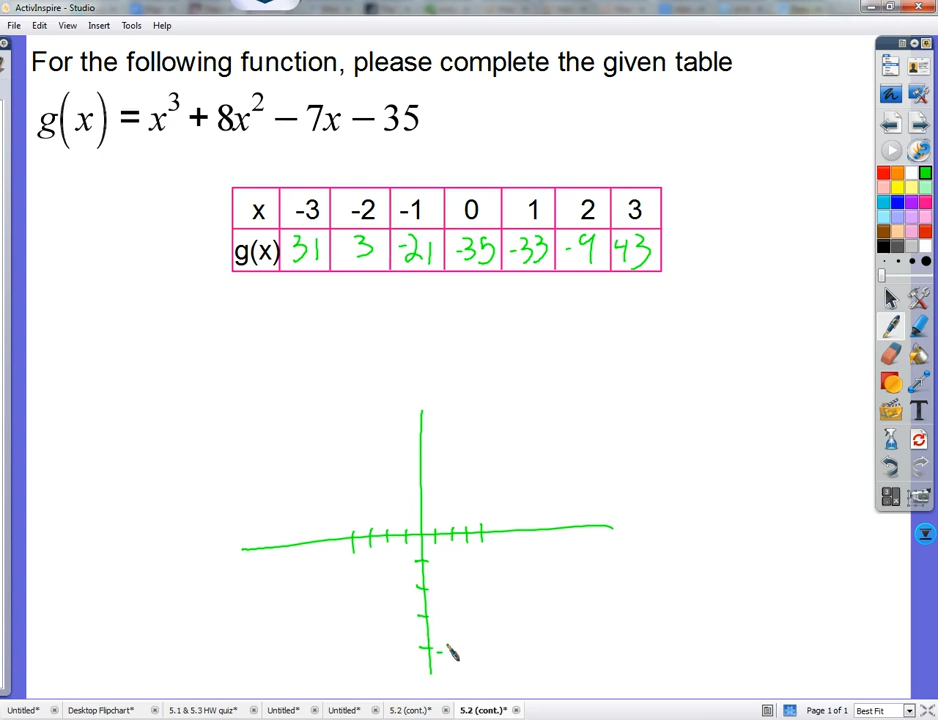 ActivInspire - Studio
File Edit View Insert Tools Help
For the following function, please complete the given table
g(x) = x³ + 8x² − 7x − 35
x -3 -2 -1 0 1 2 3
g(x) 31 3 -21 -35 -33 -9 43
-
Untitled* Desktop Flipchart* 5.1 & 5.3 HW quiz* Untitled* Untitled* 5.2 (cont.)* 5.2 (cont.)* Page 1 of 1 Best Fit